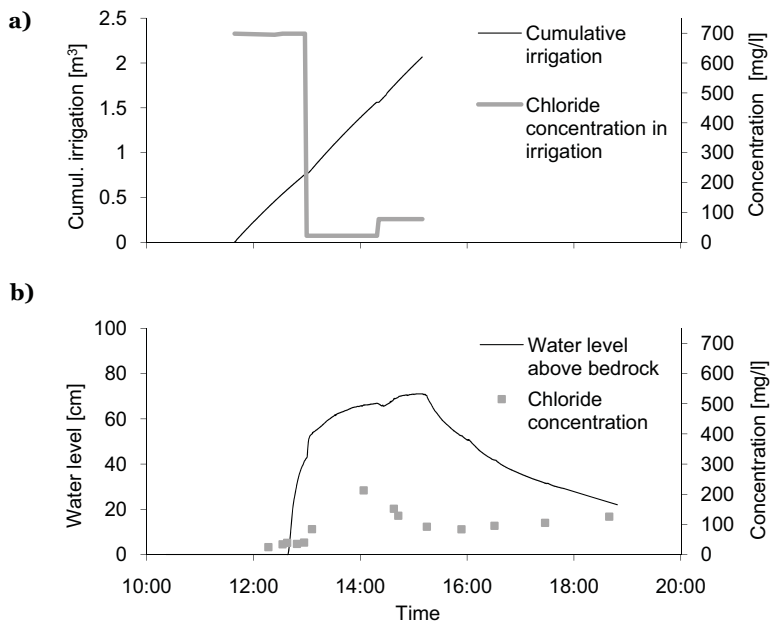 a)
2.5
2
1.5
1
0.5
0
Cumul. irrigation [m³]
Cumulative
irrigation
Chloride
concentration in
irrigation
700
600
500
400
300
200
100
0
Concentration [mg/l]
b)
100
80
60
40
20
0
Water level [cm]
Water level
above bedrock
Chloride
concentration
700
600
500
400
300
200
100
0
Concentration [mg/l]
10:00 12:00 14:00 16:00 18:00 20:00
Time